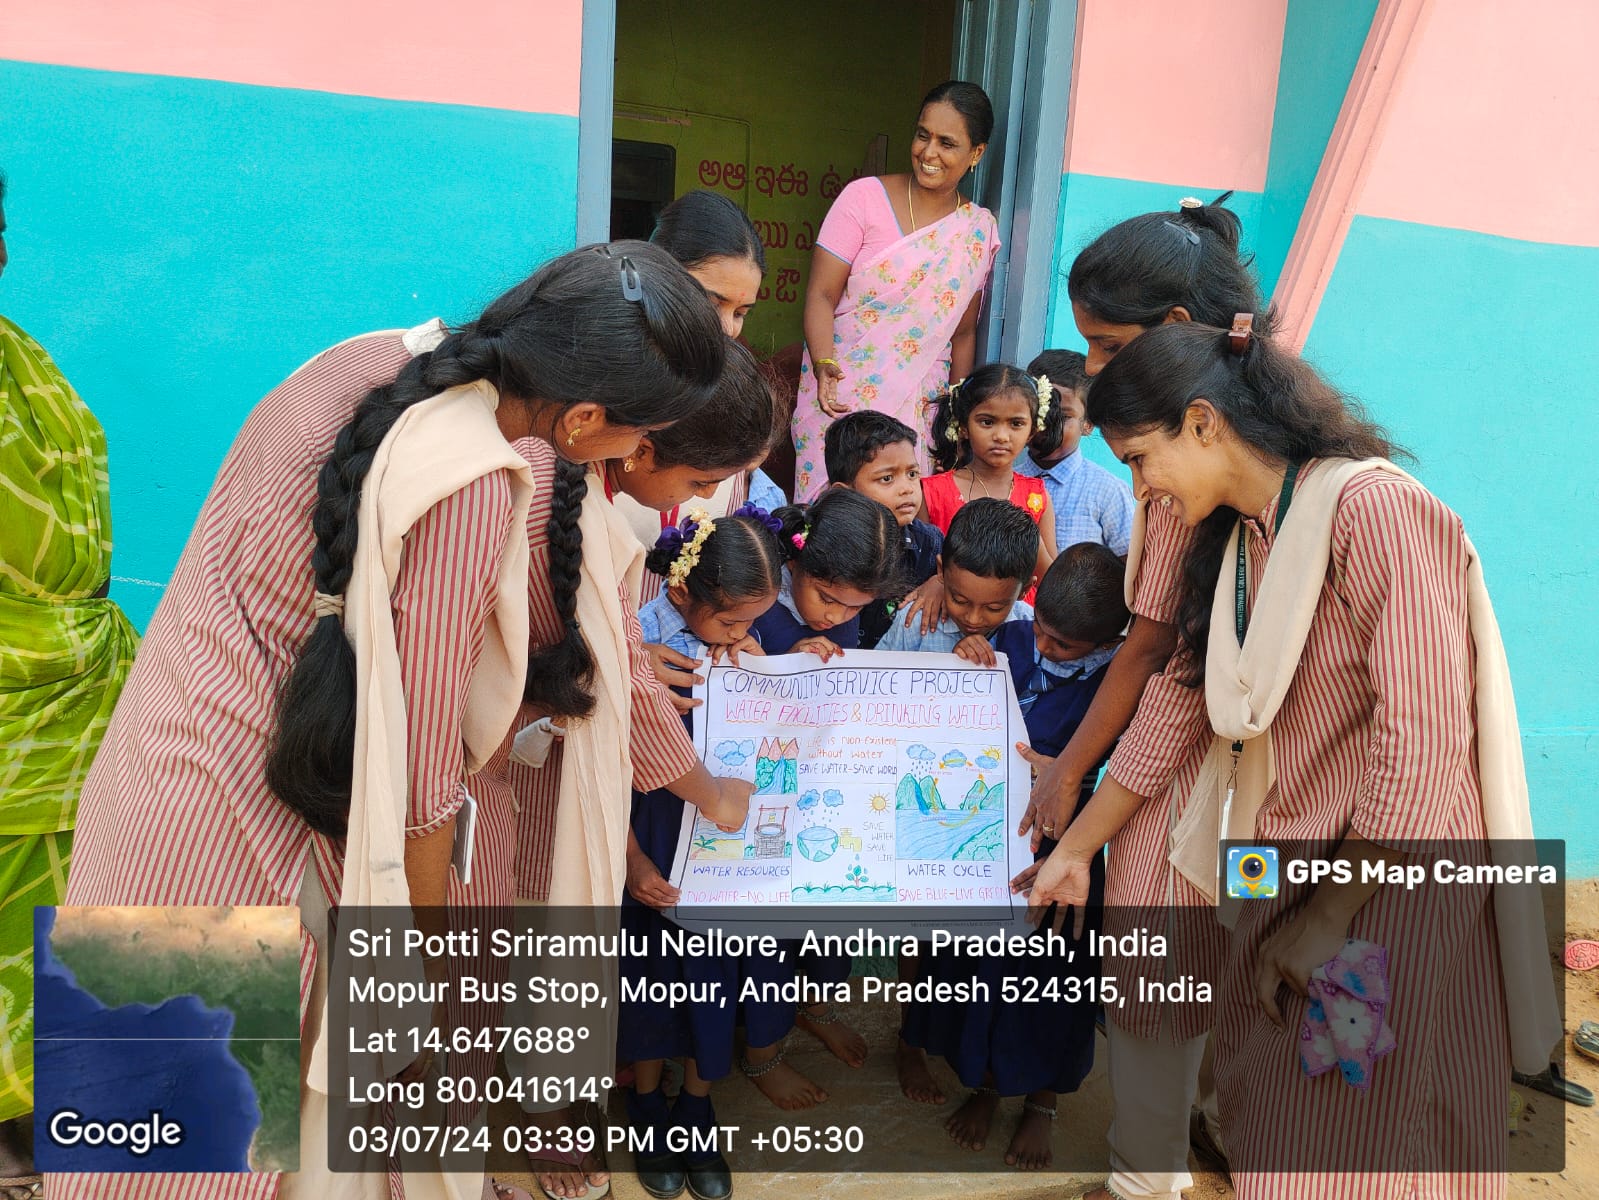 అఆ ఇఈ
COMMUNITY SERVICE PROJECT
WATER FACILITIES & DRINKING WATER
Life is non-existent
without water
SAVE WATER-SAVE WORLD
SAVE
WATER
SAVE
LIFE
WATER RESOURCES
WATER CYCLE
NO WATER-NO LIFE
SAVE BLUE-LIVE GREEN
GPS Map Camera
Sri Potti Sriramulu Nellore, Andhra Pradesh, India
Mopur Bus Stop, Mopur, Andhra Pradesh 524315, India
Lat 14.647688°
Long 80.041614°
03/07/24 03:39 PM GMT +05:30
Google